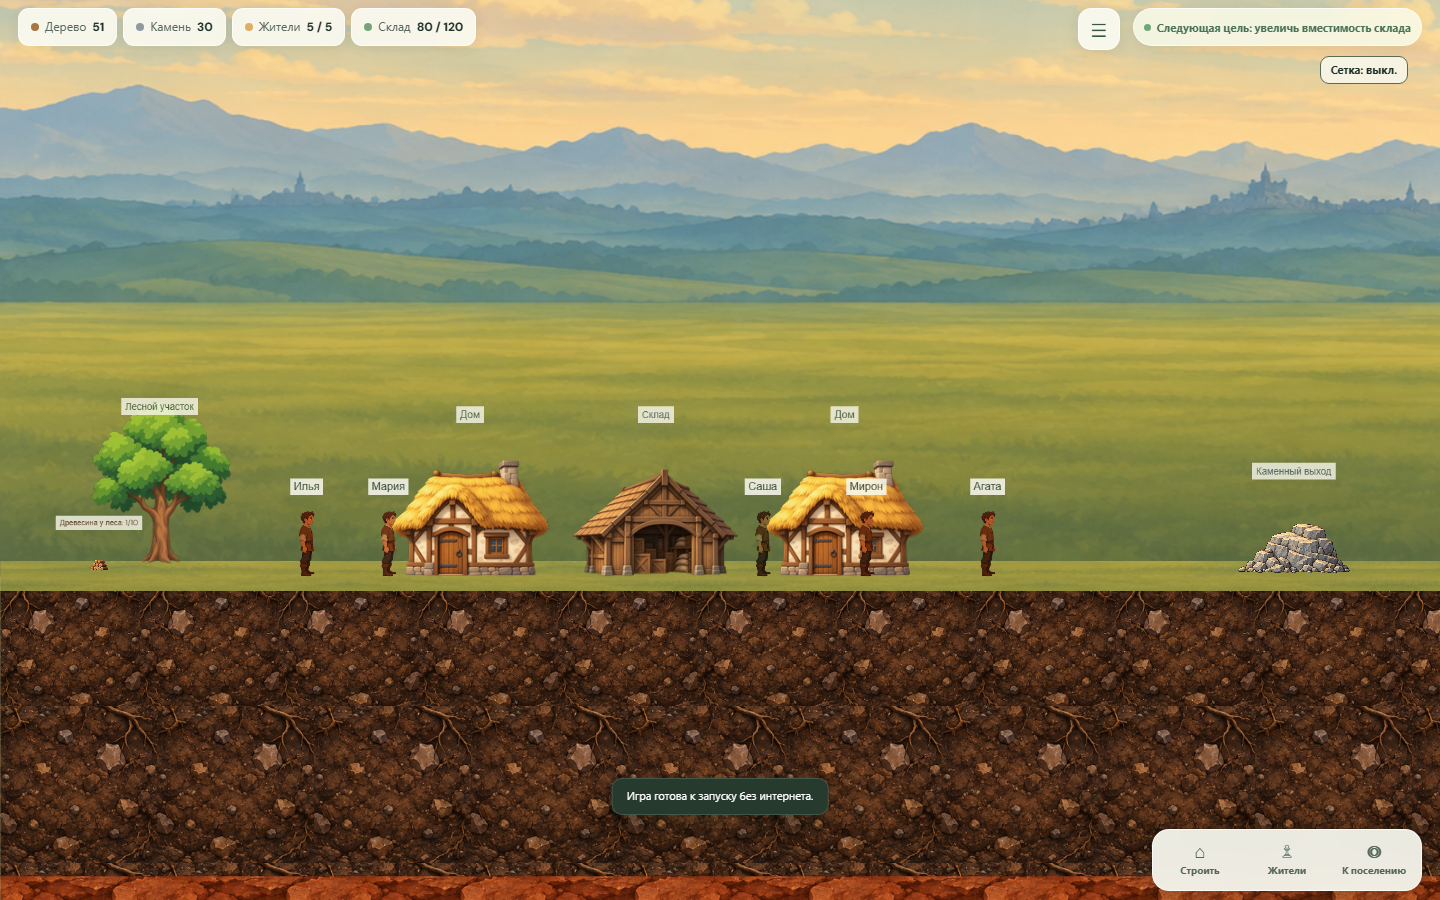 Дерево 51
Камень 30
Жители 5 / 5
Склад 80 / 120
☰
Следующая цель: увеличь вместимость склада
Сетка: выкл.
Лесной участок
Дом
Склад
Дом
Каменный выход
Илья
Мария
Саша
Мирон
Агата
Древесина у леса: 1/10
Игра готова к запуску без интернета.
Строить
Жители
К поселению